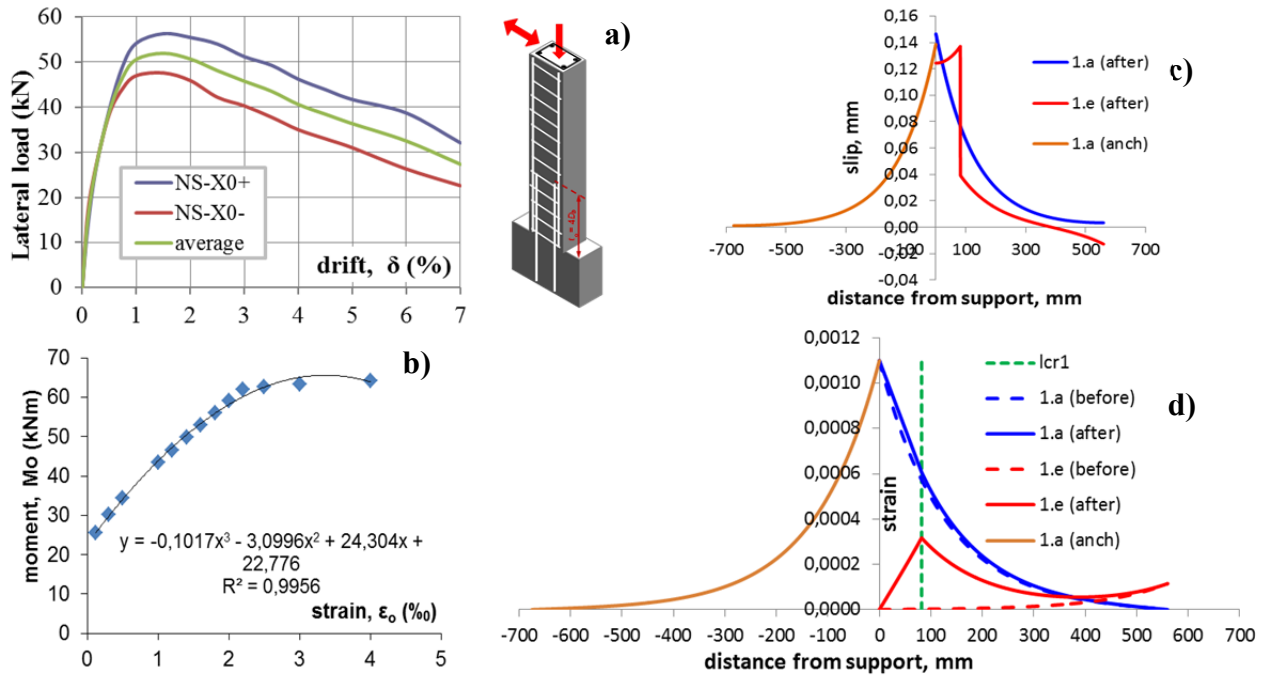 a)
Lateral load (kN)
60
50
40
30
20
10
0
0 1 2 3 4 5 6 7
NS-X0+
NS-X0-
average
drift, δ (%)
c)
slip, mm
0,16
0,14
0,12
0,10
0,08
0,06
0,04
0,02
0,00
-0,02
-0,04
-700 -500 -300 -100 100 300 500 700
distance from support, mm
1.a (after)
1.e (after)
1.a (anch)
b)
moment, Mo (kNm)
70
60
50
40
30
20
10
0
0 1 2 3 4 5
y = -0,1017x³ - 3,0996x² + 24,304x +
22,776
R² = 0,9956
strain, εₒ (‰)
d)
strain
0,0012
0,0010
0,0008
0,0006
0,0004
0,0002
0,0000
-700 -600 -500 -400 -300 -200 -100 0 100 200 300 400 500 600 700
distance from support, mm
lcr1
1.a (before)
1.a (after)
1.e (before)
1.e (after)
1.a (anch)